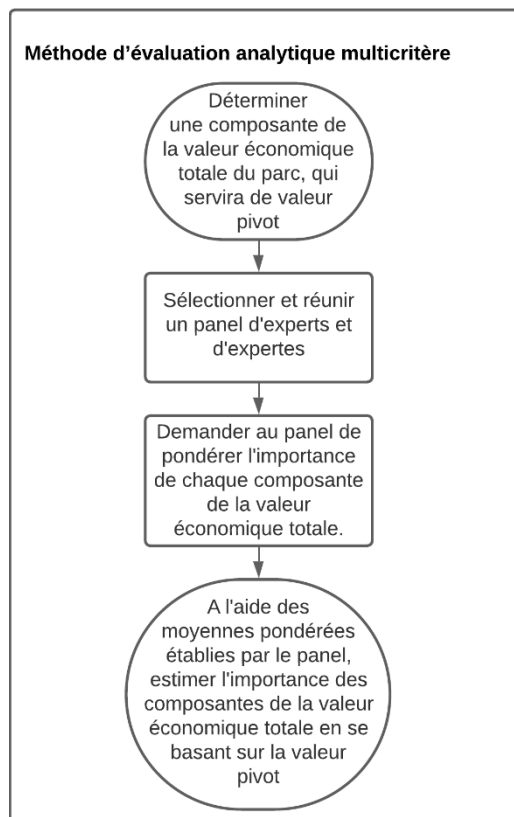 Méthode d’évaluation analytique multicritère
Déterminer
une composante de
la valeur économique
totale du parc, qui
servira de valeur
pivot
Sélectionner et réunir
un panel d'experts et
d'expertes
Demander au panel de
pondérer l'importance
de chaque composante
de la valeur
économique totale.
A l'aide des
moyennes pondérées
établies par le panel,
estimer l'importance des
composantes de la valeur
économique totale en se
basant sur la valeur
pivot